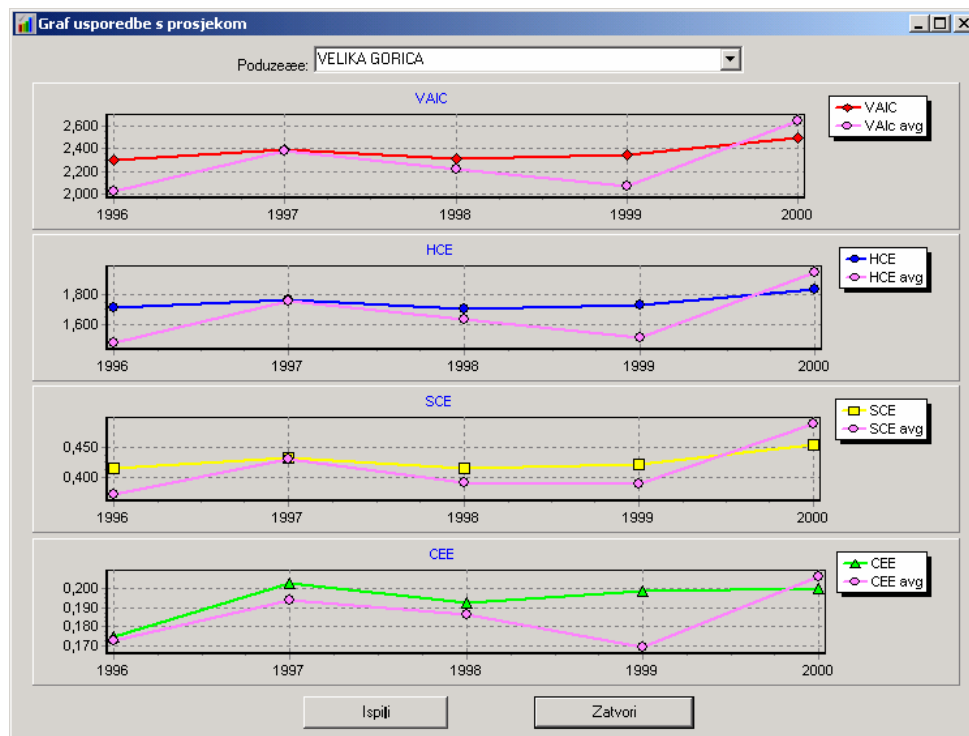 Graf usporedbe s prosjekom
Poduzeæe: VELIKA GORICA
VAIC
2,600
2,400
2,200
2,000
1996 1997 1998 1999 2000
VAIC
VAIc avg
HCE
1,800
1,600
1996 1997 1998 1999 2000
HCE
HCE avg
SCE
0,450
0,400
1996 1997 1998 1999 2000
SCE
SCE avg
CEE
0,200
0,190
0,180
0,170
1996 1997 1998 1999 2000
CEE
CEE avg
Ispiši Zatvori